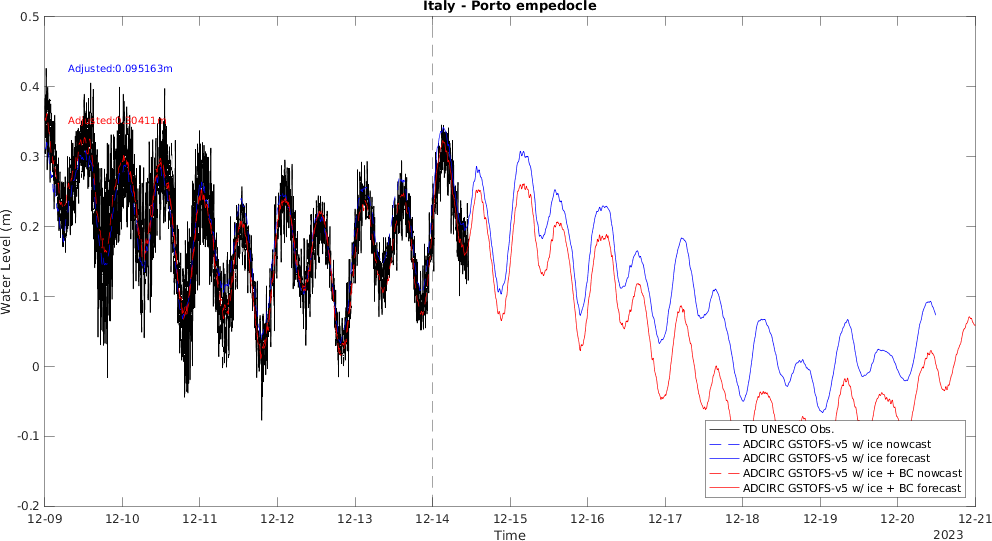 Italy - Porto empedocle
Adjusted:0.095163m
Water Level (m)
0.5
0.4
0.3
0.2
0.1
0
-0.1
-0.2
12-09
12-10
12-11
12-12
12-13
12-14
12-15
12-16
12-17
12-18
12-19
12-20
12-21
Time
2023
TD UNESCO Obs.
ADCIRC GSTOFS-v5 w/ ice nowcast
ADCIRC GSTOFS-v5 w/ ice forecast
ADCIRC GSTOFS-v5 w/ ice + BC nowcast
ADCIRC GSTOFS-v5 w/ ice + BC forecast